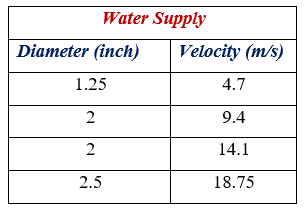 Water Supply
Diameter (inch) Velocity (m/s)
1.25 4.7
2 9.4
2 14.1
2.5 18.75